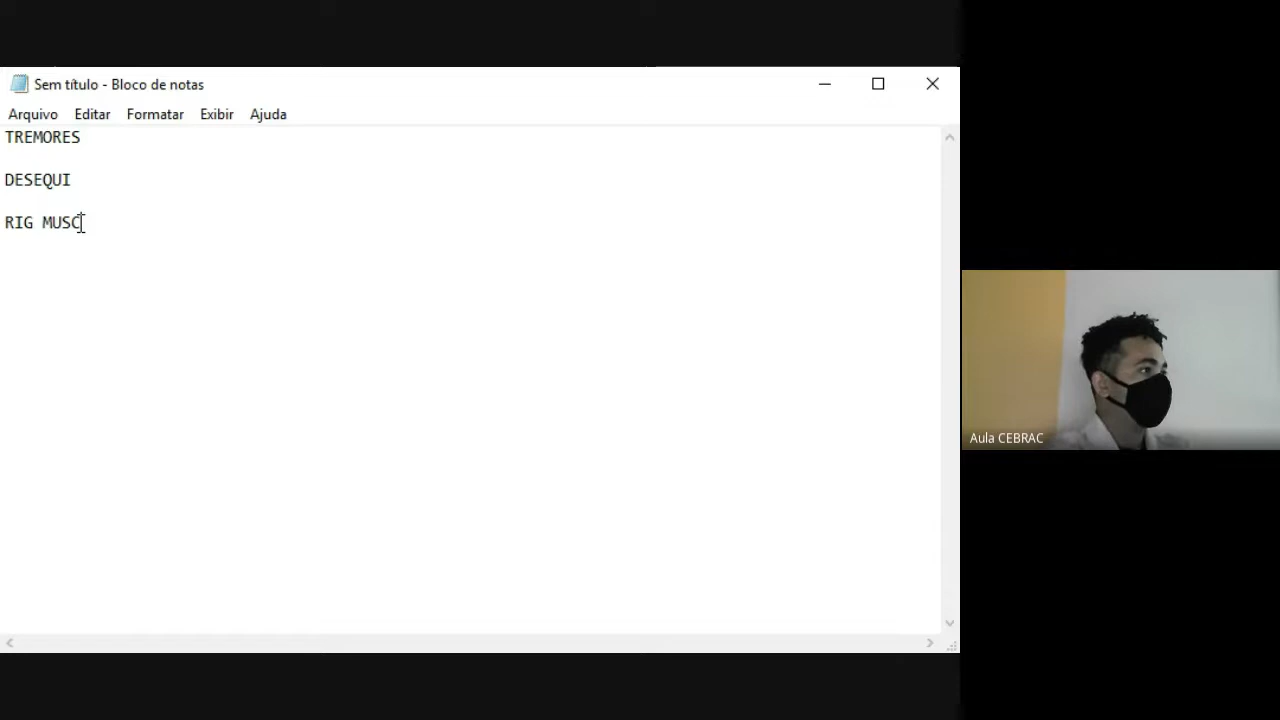 Sem título - Bloco de notas
Arquivo Editar Formatar Exibir Ajuda
TREMORES
DESEQUI
RIG MUSC
Aula CEBRAC